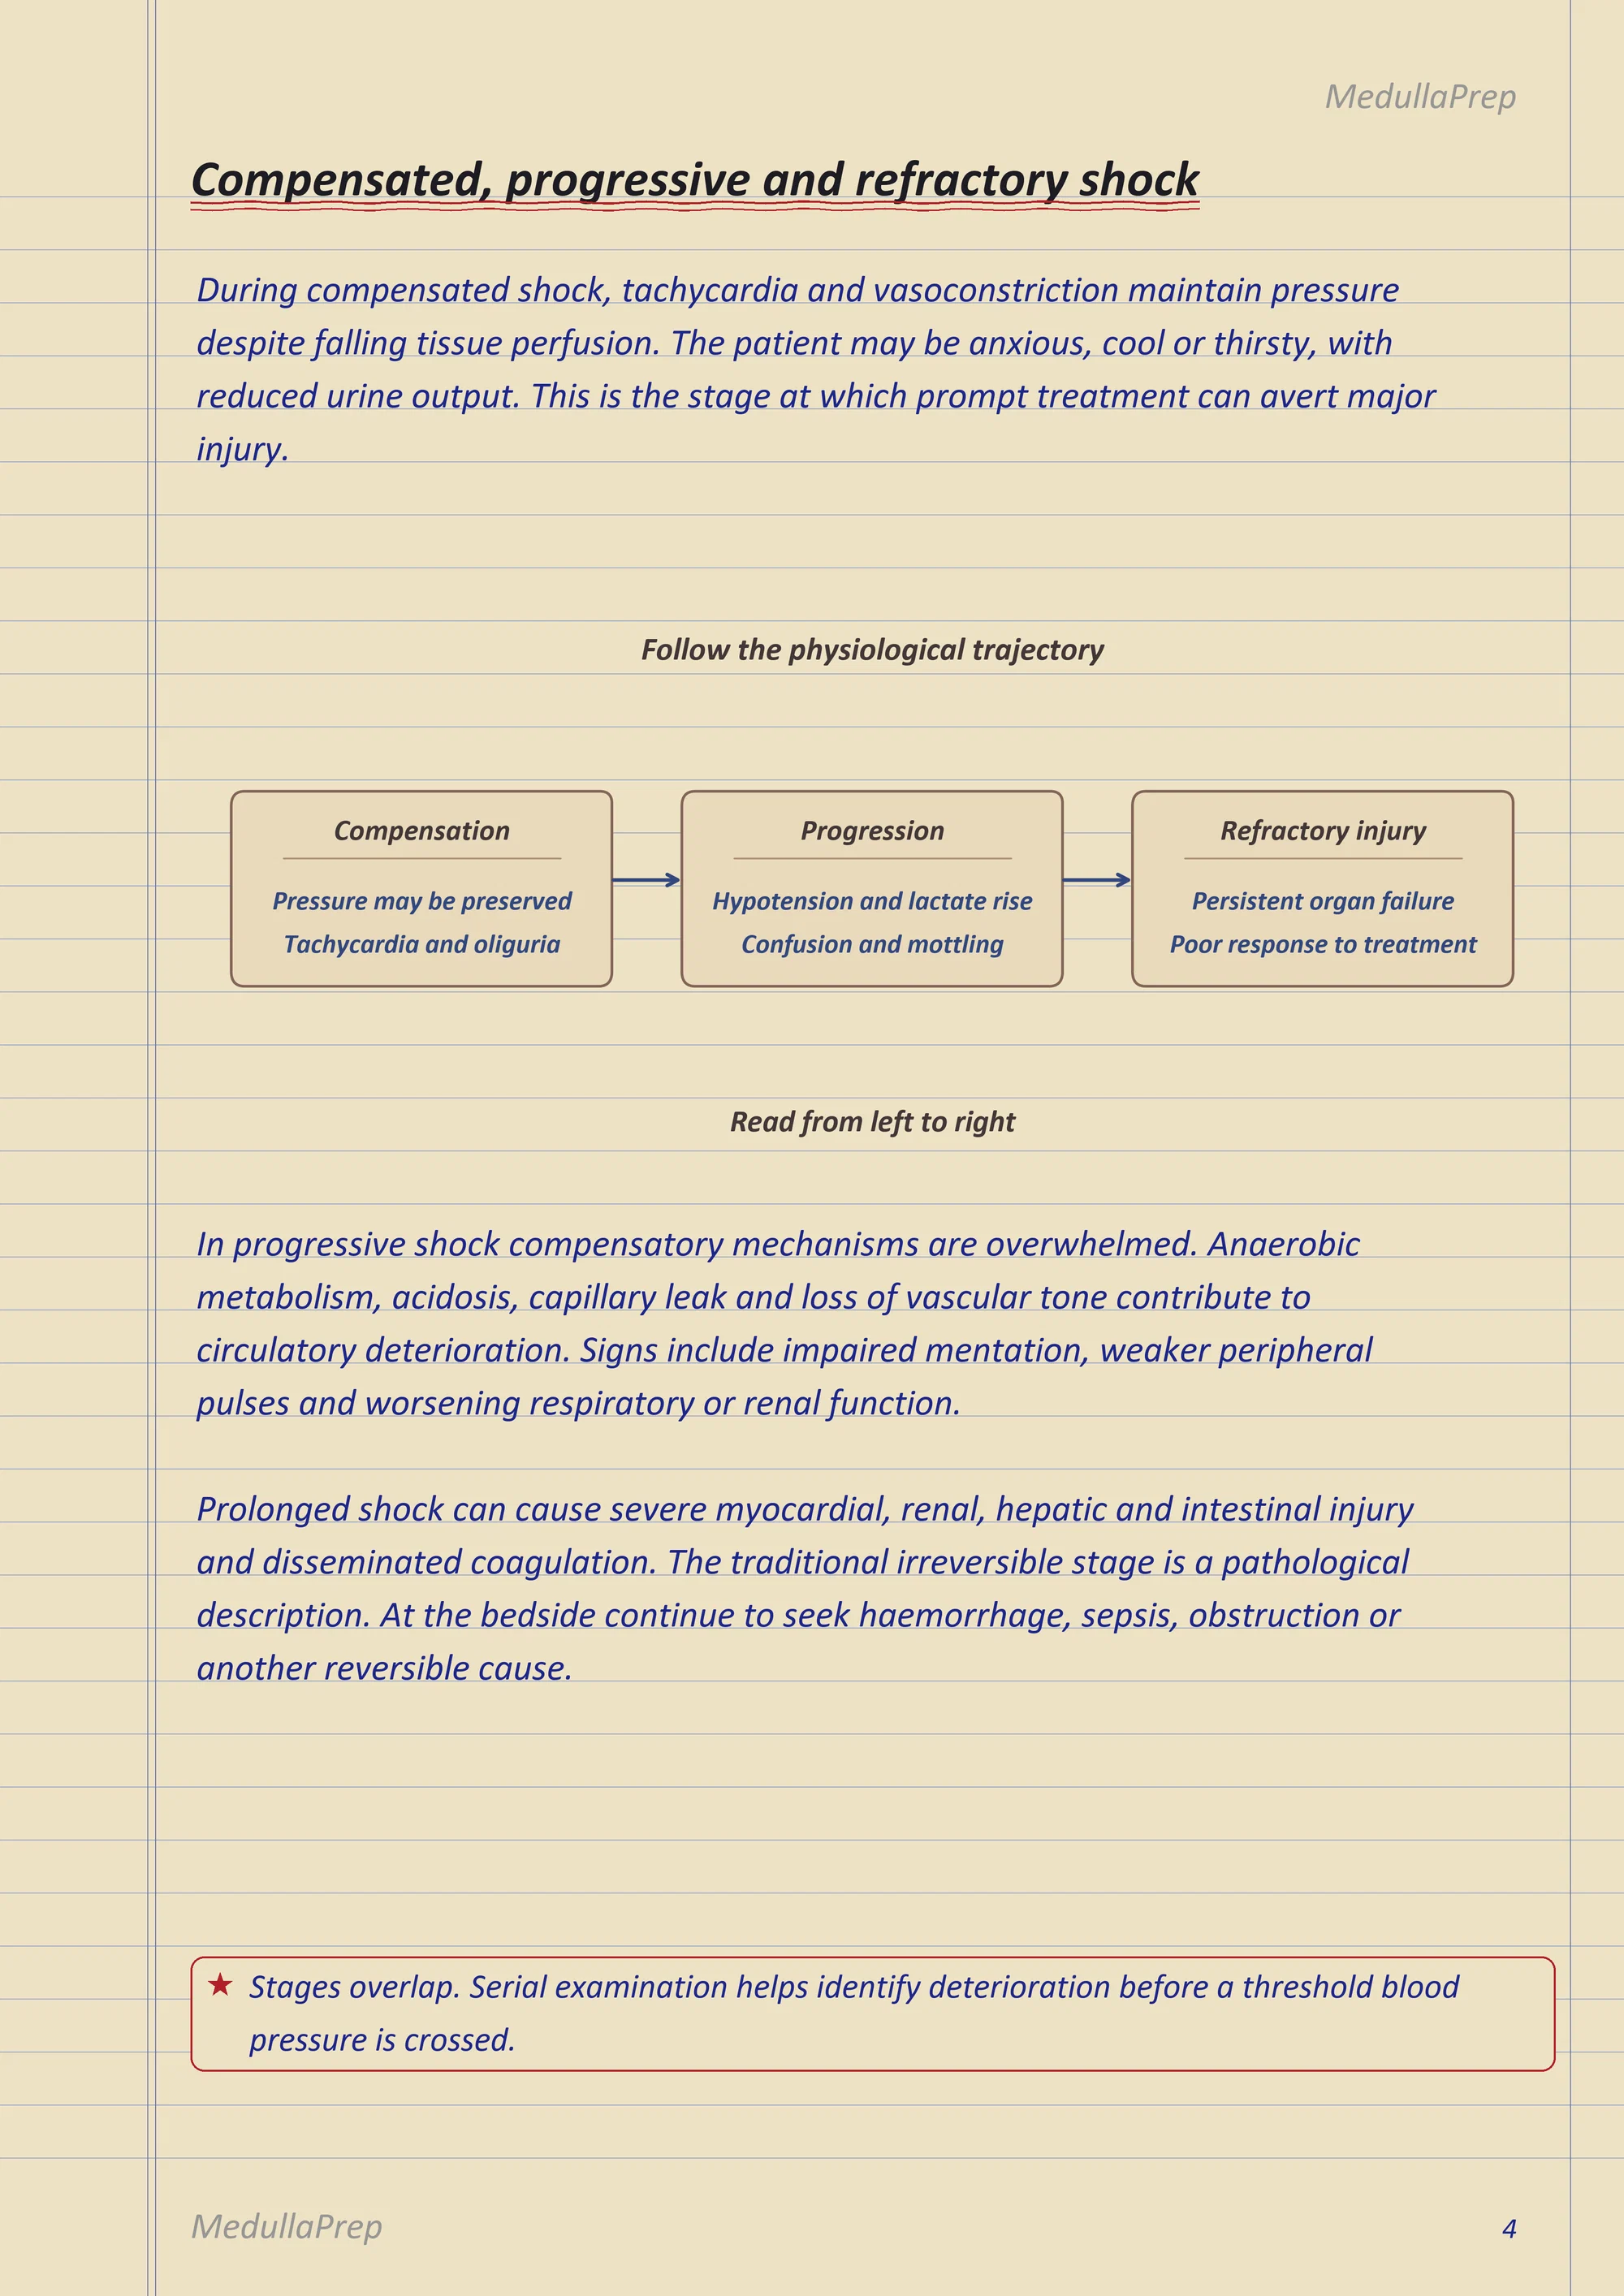 MedullaPrep
Compensated, progressive and refractory shock
During compensated shock, tachycardia and vasoconstriction maintain pressure
despite falling tissue perfusion. The patient may be anxious, cool or thirsty, with
reduced urine output. This is the stage at which prompt treatment can avert major
injury.
Follow the physiological trajectory
Compensation
Pressure may be preserved
Tachycardia and oliguria
Progression
Hypotension and lactate rise
Confusion and mottling
Refractory injury
Persistent organ failure
Poor response to treatment
Read from left to right
In progressive shock compensatory mechanisms are overwhelmed. Anaerobic
metabolism, acidosis, capillary leak and loss of vascular tone contribute to
circulatory deterioration. Signs include impaired mentation, weaker peripheral
pulses and worsening respiratory or renal function.
Prolonged shock can cause severe myocardial, renal, hepatic and intestinal injury
and disseminated coagulation. The traditional irreversible stage is a pathological
description. At the bedside continue to seek haemorrhage, sepsis, obstruction or
another reversible cause.
★ Stages overlap. Serial examination helps identify deterioration before a threshold blood
pressure is crossed.
MedullaPrep
4